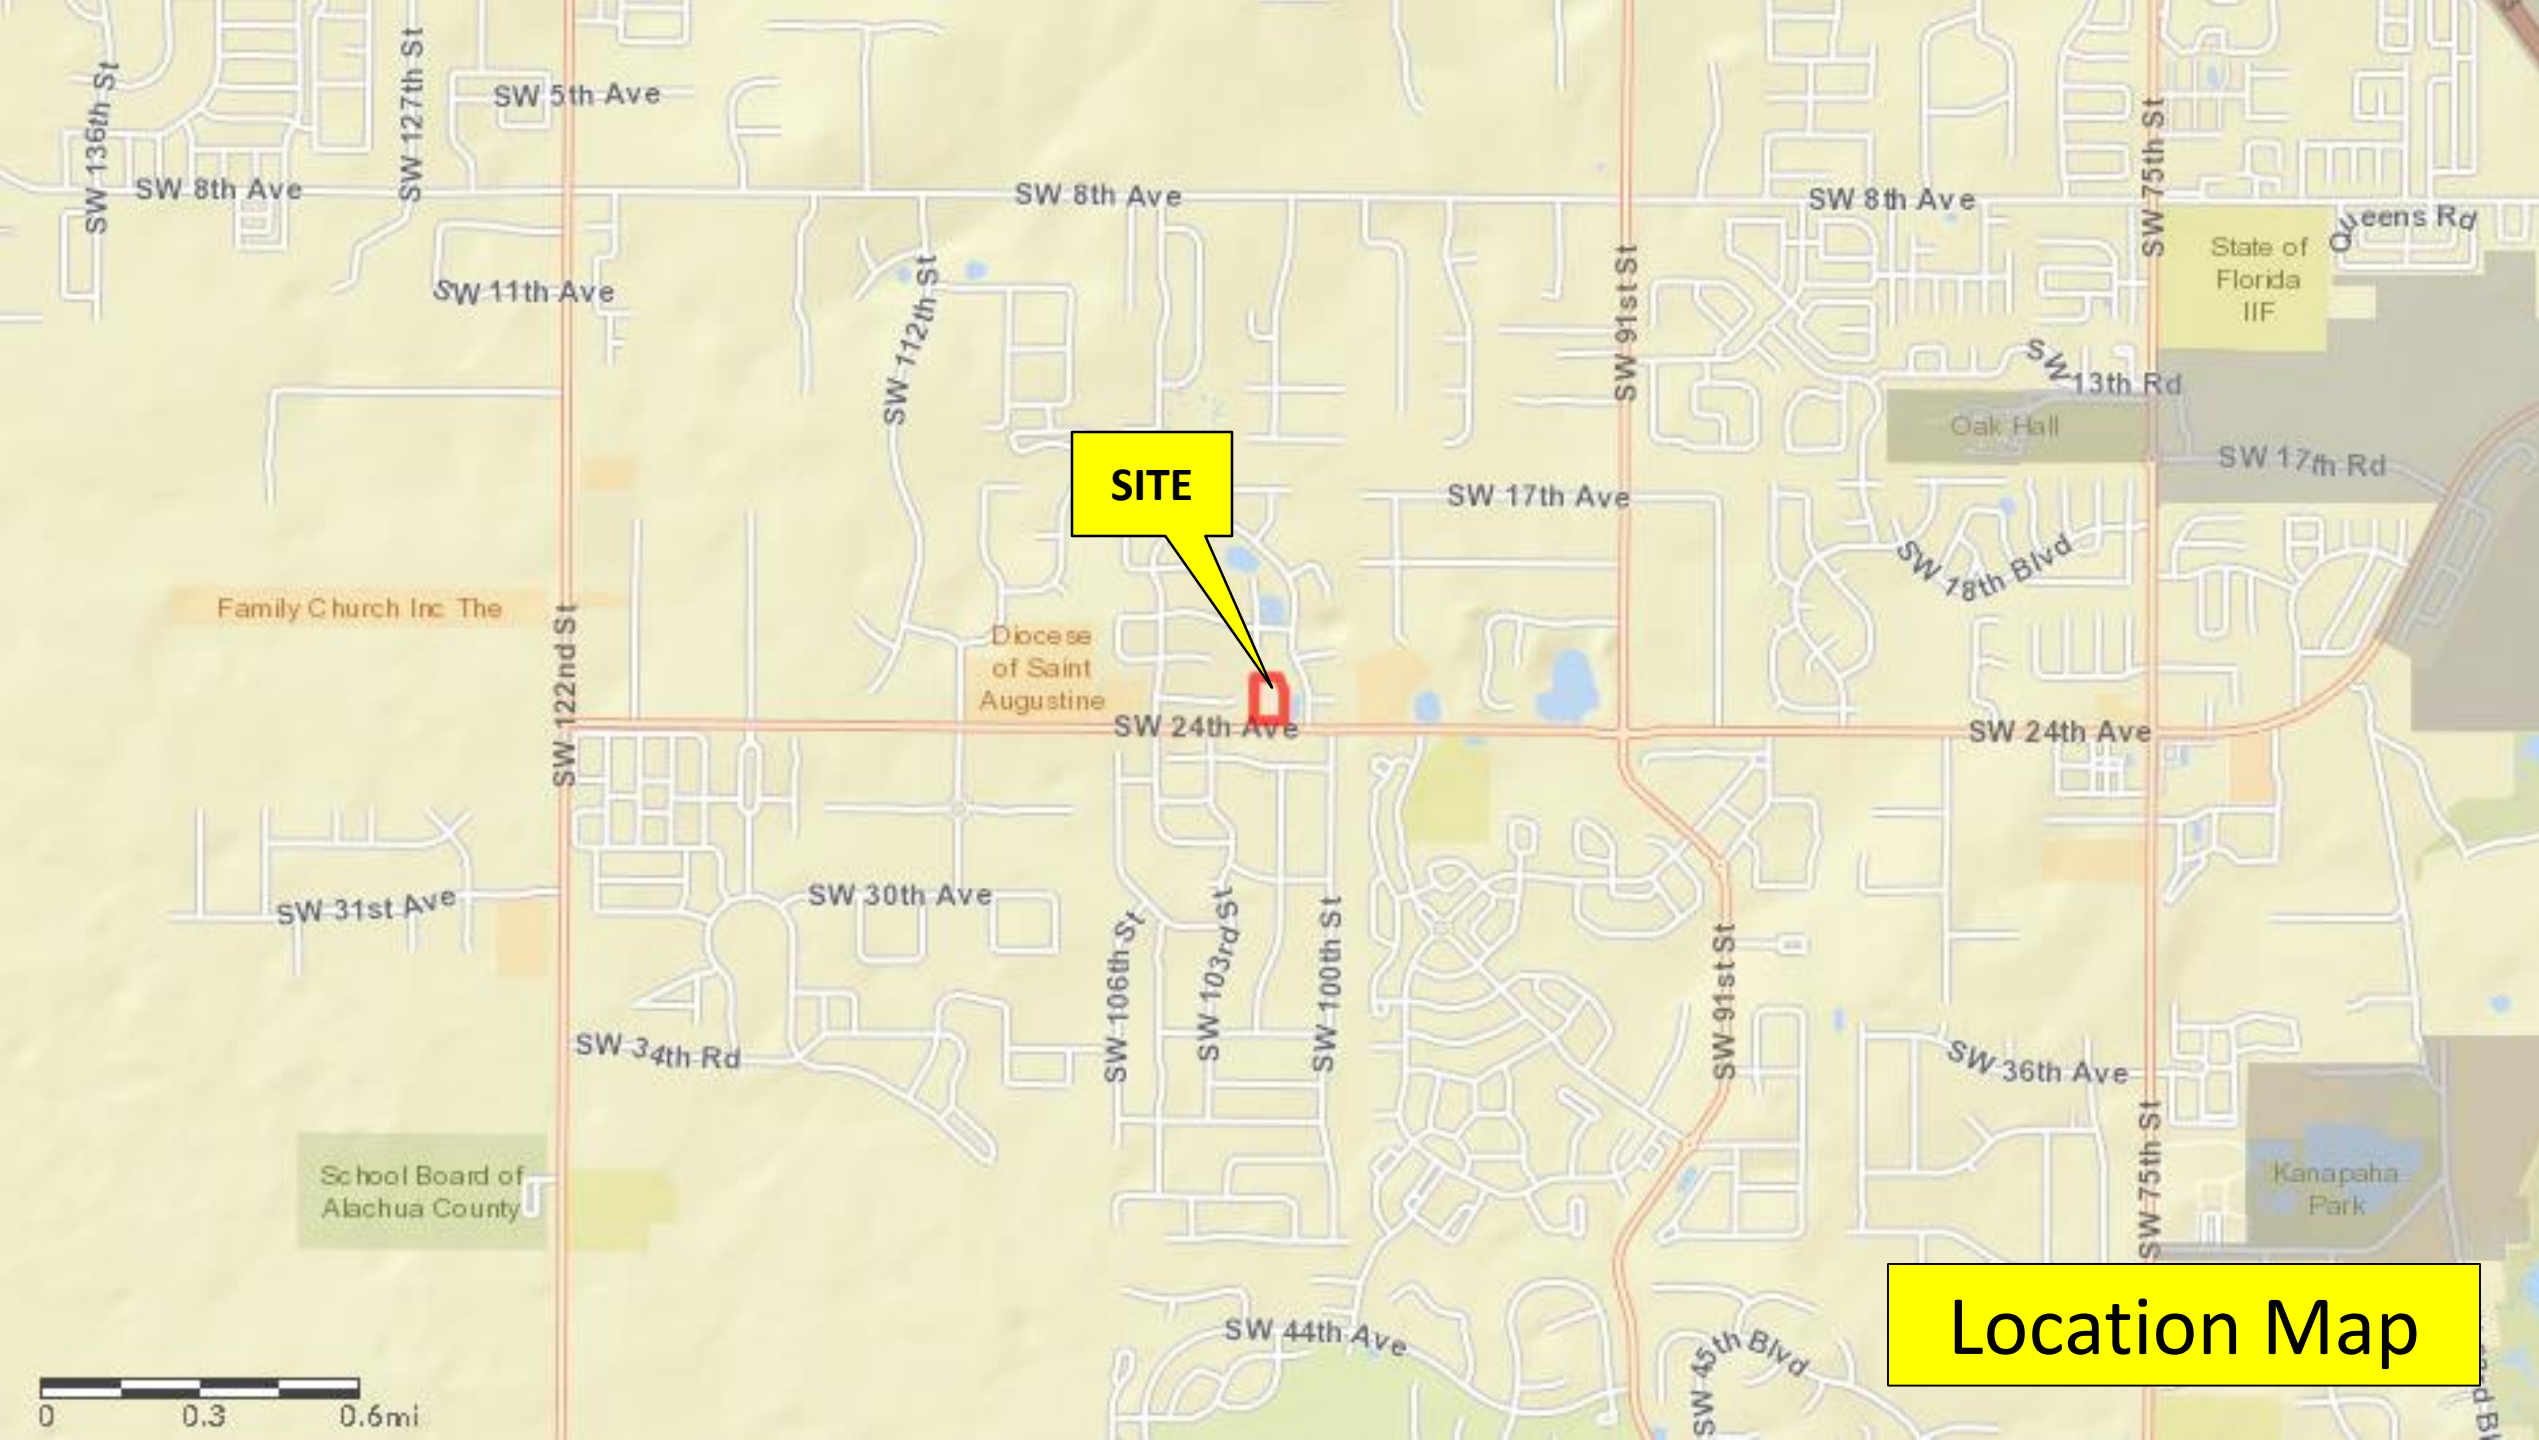 SW 136th St
SW 127th St
SW 5th Ave
SW 75th St
SW 8th Ave
SW 8th Ave
SW 8th Ave
Queens Rd
State of
Florida
IIF
SW 11th Ave
SW 112th St
SW 91st St
SW 13th Rd
Oak Hall
SW 17th Rd
SITE
SW 17th Ave
SW 18th Blvd
Family Church Inc The
Diocese
of Saint
Augustine
SW 122nd St
SW 24th Ave
SW 24th Ave
SW 31st Ave
SW 30th Ave
SW 106th St
SW 103rd St
SW 100th St
SW 91st St
SW 34th Rd
SW 36th Ave
School Board of
Alachua County
SW 75th St
Kanapaha
Park
SW 44th Ave
SW 45th Blvd
Location Map
0 0.3 0.6mi